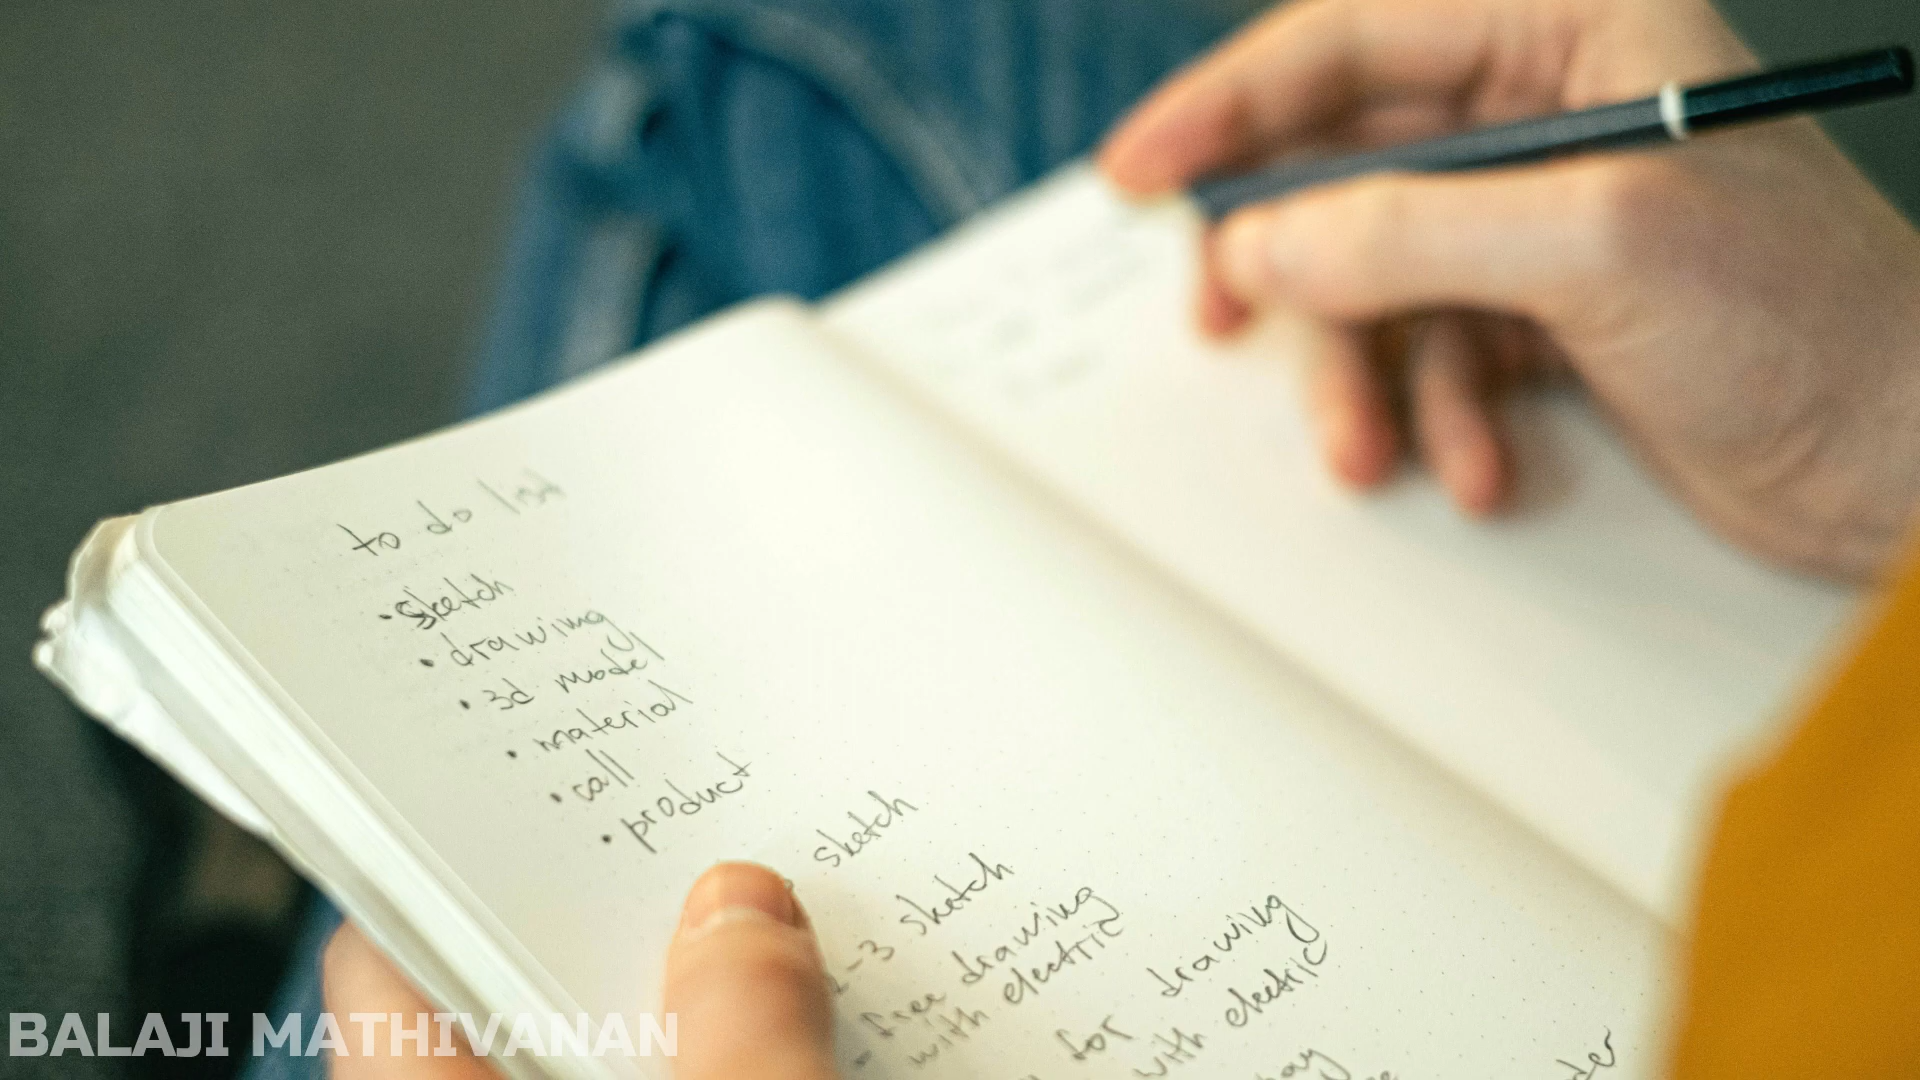 to do list
• sketch
• drawing
• 3d model
• material
• call
• product
sketch
2-3 sketch
- free drawing
with electric
for drawing
with electric
BALAJI MATHIVANAN